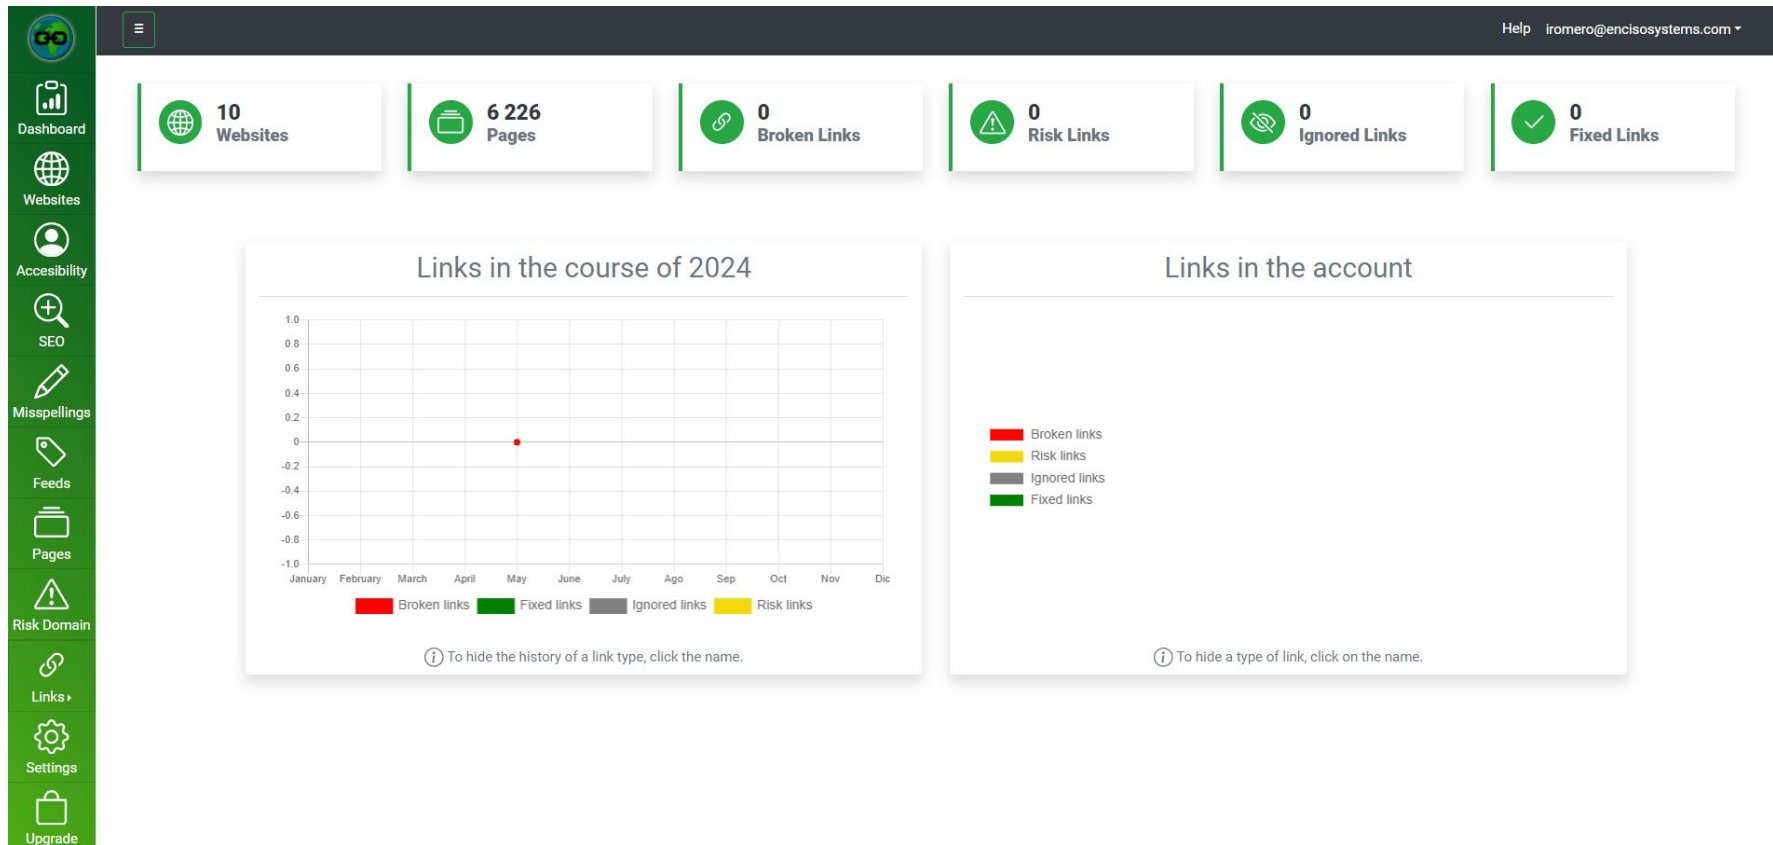 Help iromero@encisosystems.com
Dashboard
Websites
Accesibility
SEO
Misspellings
Feeds
Pages
Risk Domain
Links
Settings
Upgrade
10
Websites
6 226
Pages
0
Broken Links
0
Risk Links
0
Ignored Links
0
Fixed Links
Links in the course of 2024
1.0
0.8
0.6
0.4
0.2
0
-0.2
-0.4
-0.6
-0.8
-1.0
January February March April May June July Ago Sep Oct Nov Dic
Broken links Fixed links Ignored links Risk links
To hide the history of a link type, click the name.
Links in the account
Broken links
Risk links
Ignored links
Fixed links
To hide a type of link, click on the name.